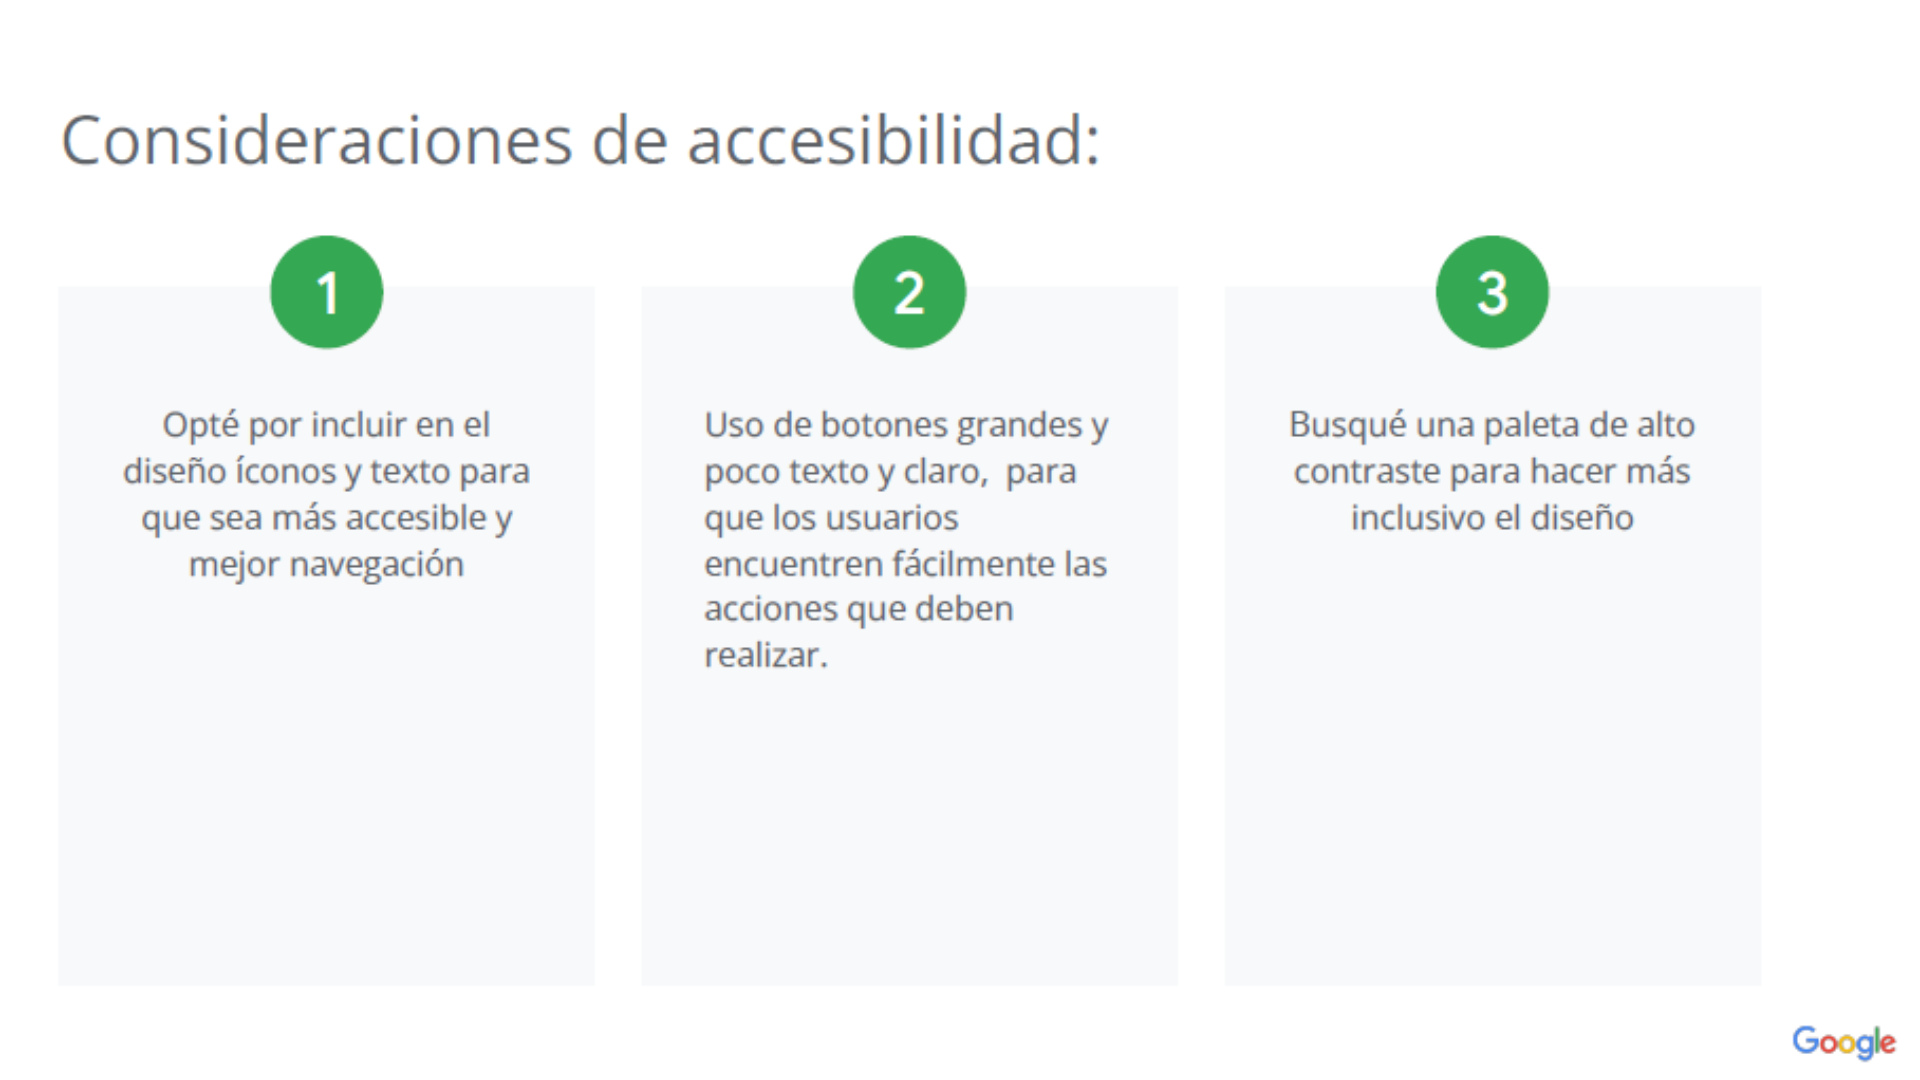 Consideraciones de accesibilidad:
1
Opté por incluir en el
diseño íconos y texto para
que sea más accesible y
mejor navegación
2
Uso de botones grandes y
poco texto y claro,  para
que los usuarios
encuentren fácilmente las
acciones que deben
realizar.
3
Busqué una paleta de alto
contraste para hacer más
inclusivo el diseño
Google